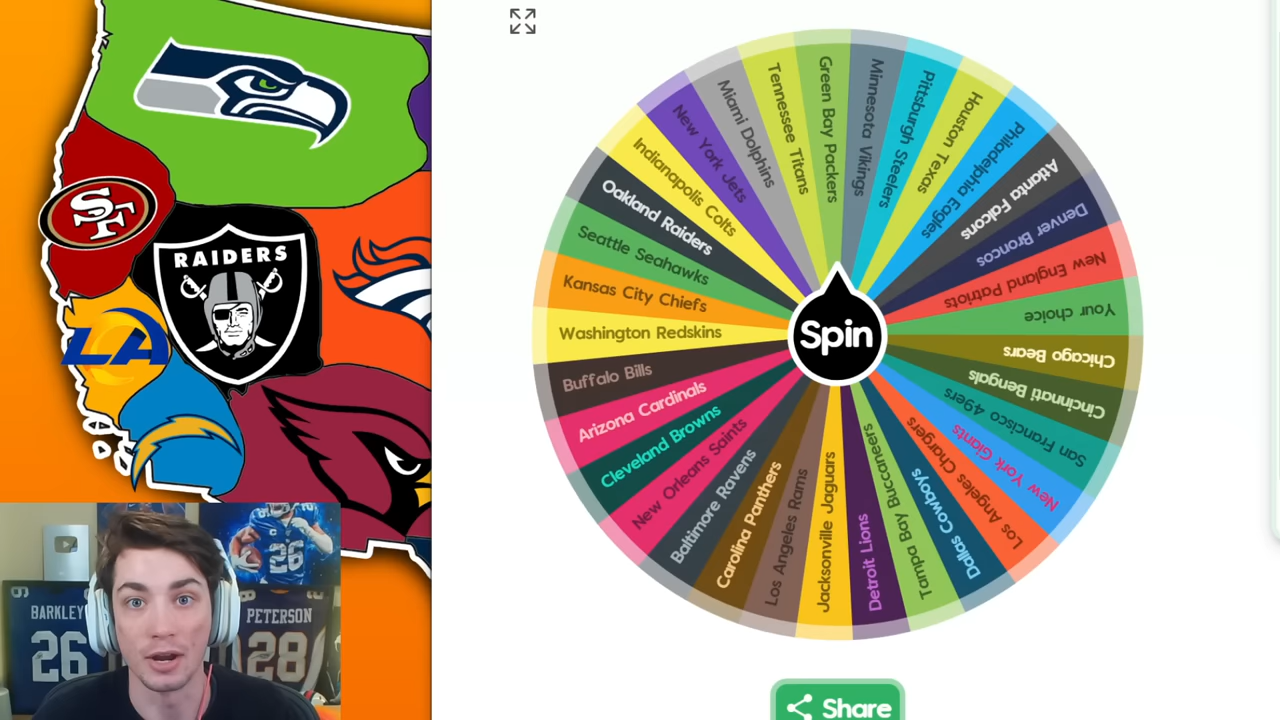 RAIDERS
SF
LA
BARKLEY
26
26
PETERSON
28
Green Bay Packers
Minnesota Vikings
Pittsburgh Steelers
Houston Texas
Philadelphia Eagles
Atlanta Falcons
Denver Broncos
New England Patriots
Your choice
Chicago Bears
Cincinnati Bengals
San Francisco 49ers
New York Giants
Los Angeles Chargers
Dallas Cowboys
Tampa Bay Buccaneers
Detroit Lions
Jacksonville Jaguars
Los Angeles Rams
Carolina Panthers
Baltimore Ravens
New Orleans Saints
Cleveland Browns
Arizona Cardinals
Buffalo Bills
Washington Redskins
Kansas City Chiefs
Seattle Seahawks
Oakland Raiders
Indianapolis Colts
New York Jets
Miami Dolphins
Tennessee Titans
Spin
Share